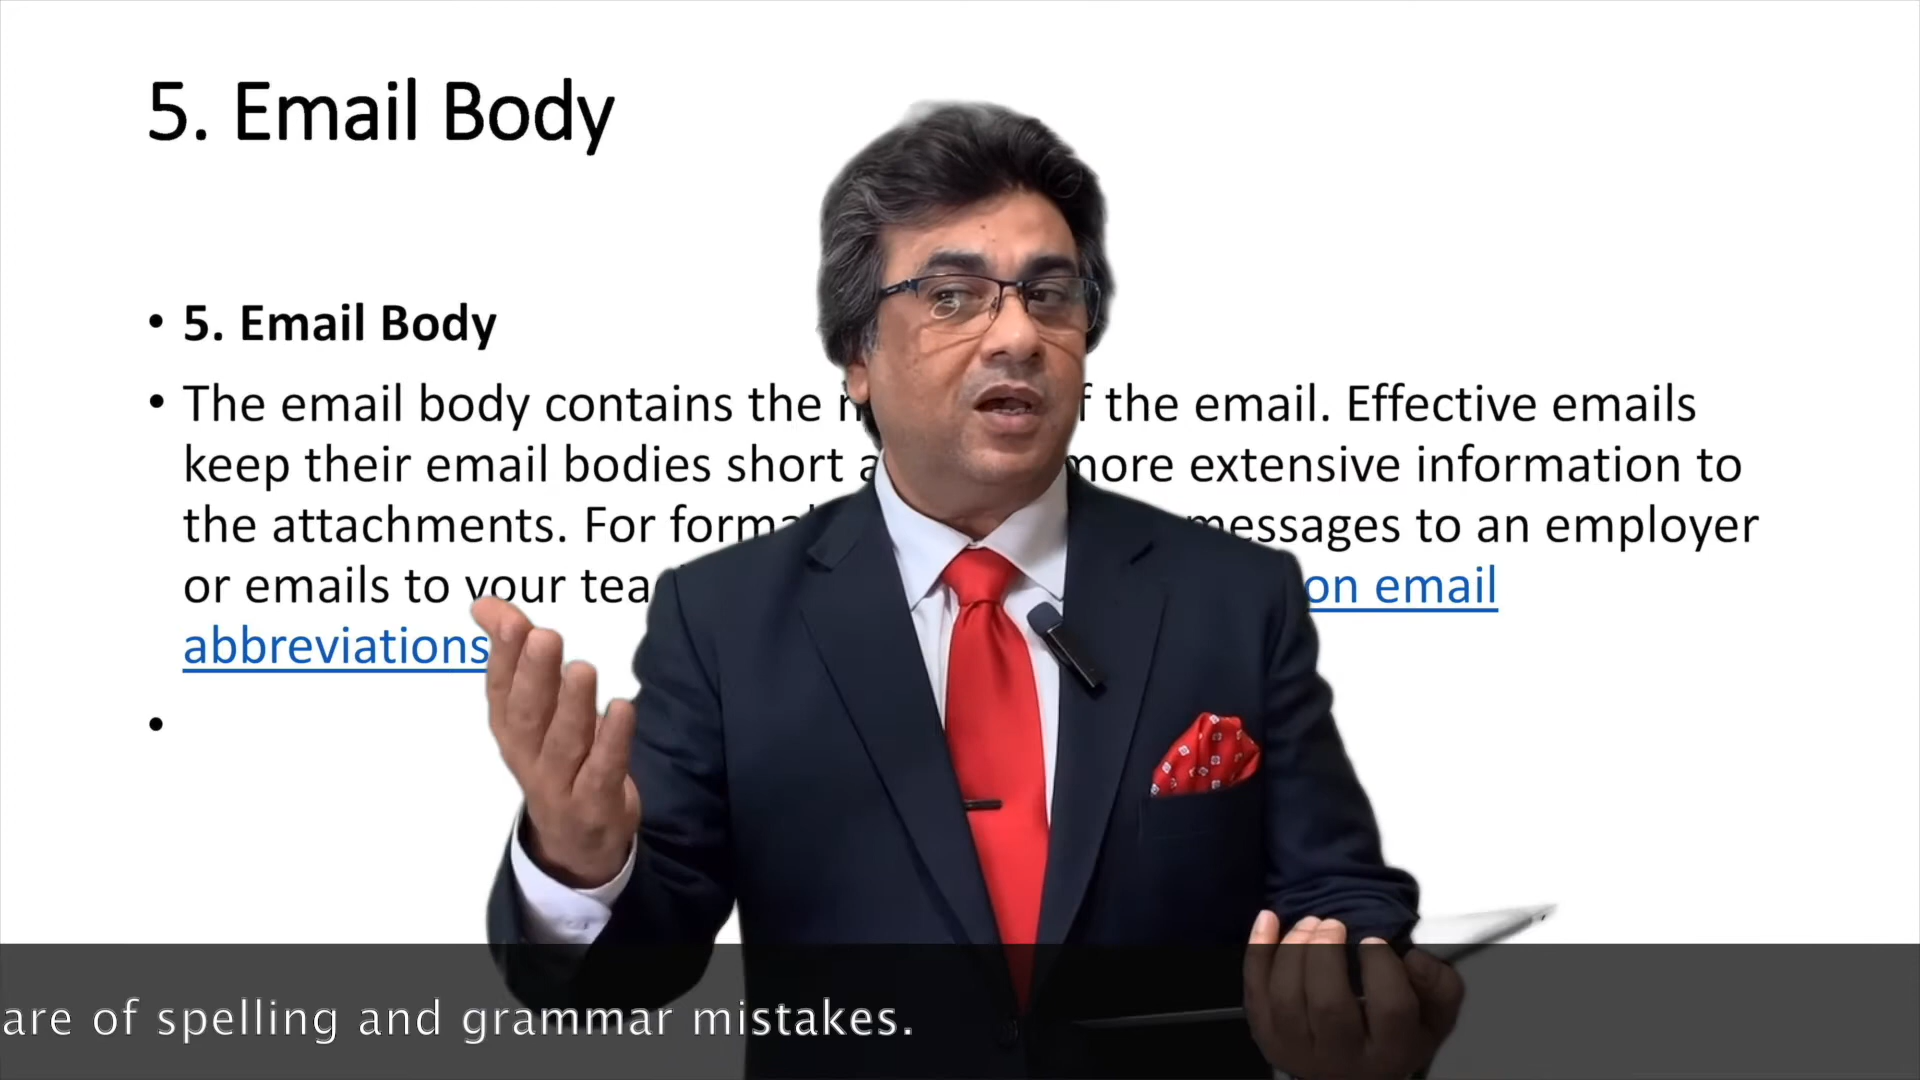 5. Email Body
• 5. Email Body
• The email body contains the of the email. Effective emails
keep their email bodies short more extensive information to
the attachments. For formal messages to an employer
or emails to your on email
abbreviations
•
are of spelling and grammar mistakes.